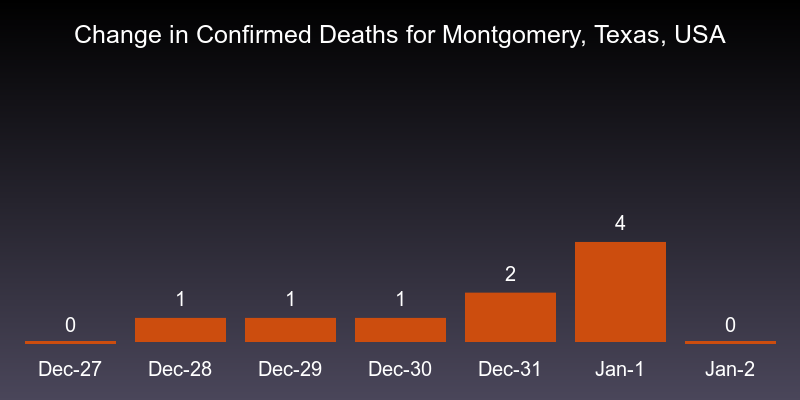 Change in Confirmed Deaths for Montgomery, Texas, USA
0 1 1 1 2 4 0
Dec-27 Dec-28 Dec-29 Dec-30 Dec-31 Jan-1 Jan-2